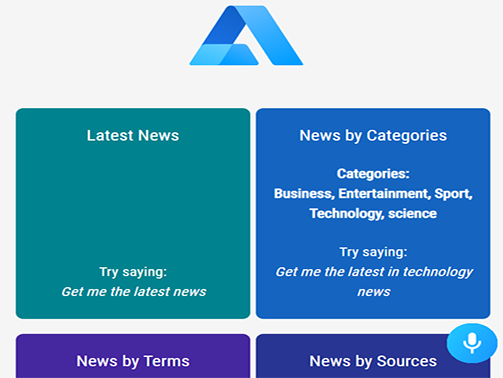 Latest News
Try saying:
Get me the latest news
News by Categories
Categories:
Business, Entertainment, Sport,
Technology, science
Try saying:
Get me the latest in technology
news
News by Terms
News by Sources